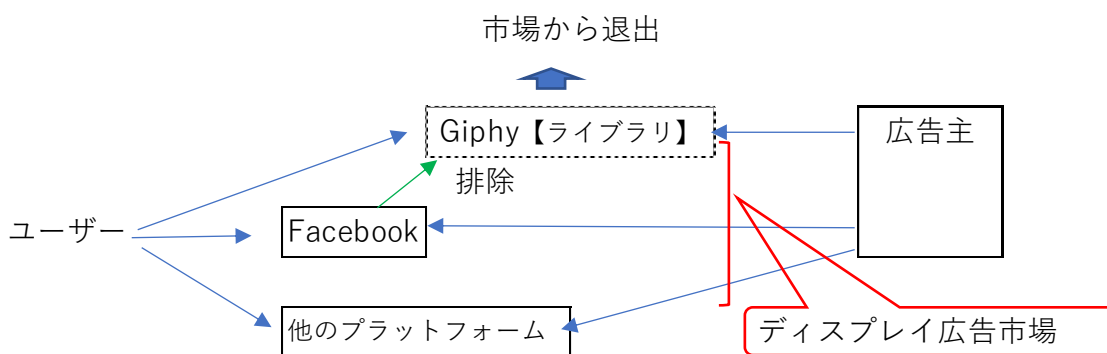 市場から退出
Giphy【ライブラリ】
広告主
排除
ユーザー
Facebook
他のプラットフォーム
ディスプレイ広告市場